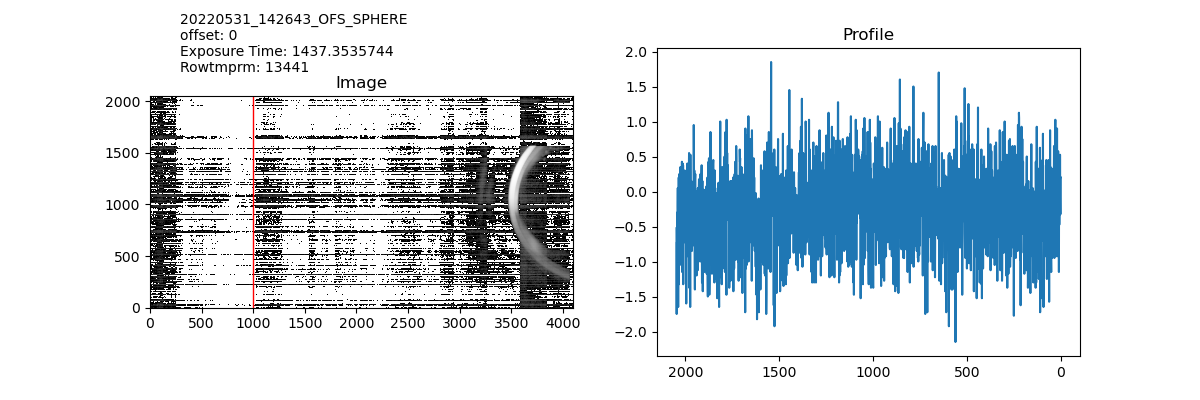 20220531_142643_OFS_SPHERE
offset: 0
Exposure Time: 1437.3535744
Rowtmprm: 13441
Image
2000
1500
1000
500
0
0 500 1000 1500 2000 2500 3000 3500 4000
Profile
2.0
1.5
1.0
0.5
0.0
−0.5
−1.0
−1.5
−2.0
2000 1500 1000 500 0